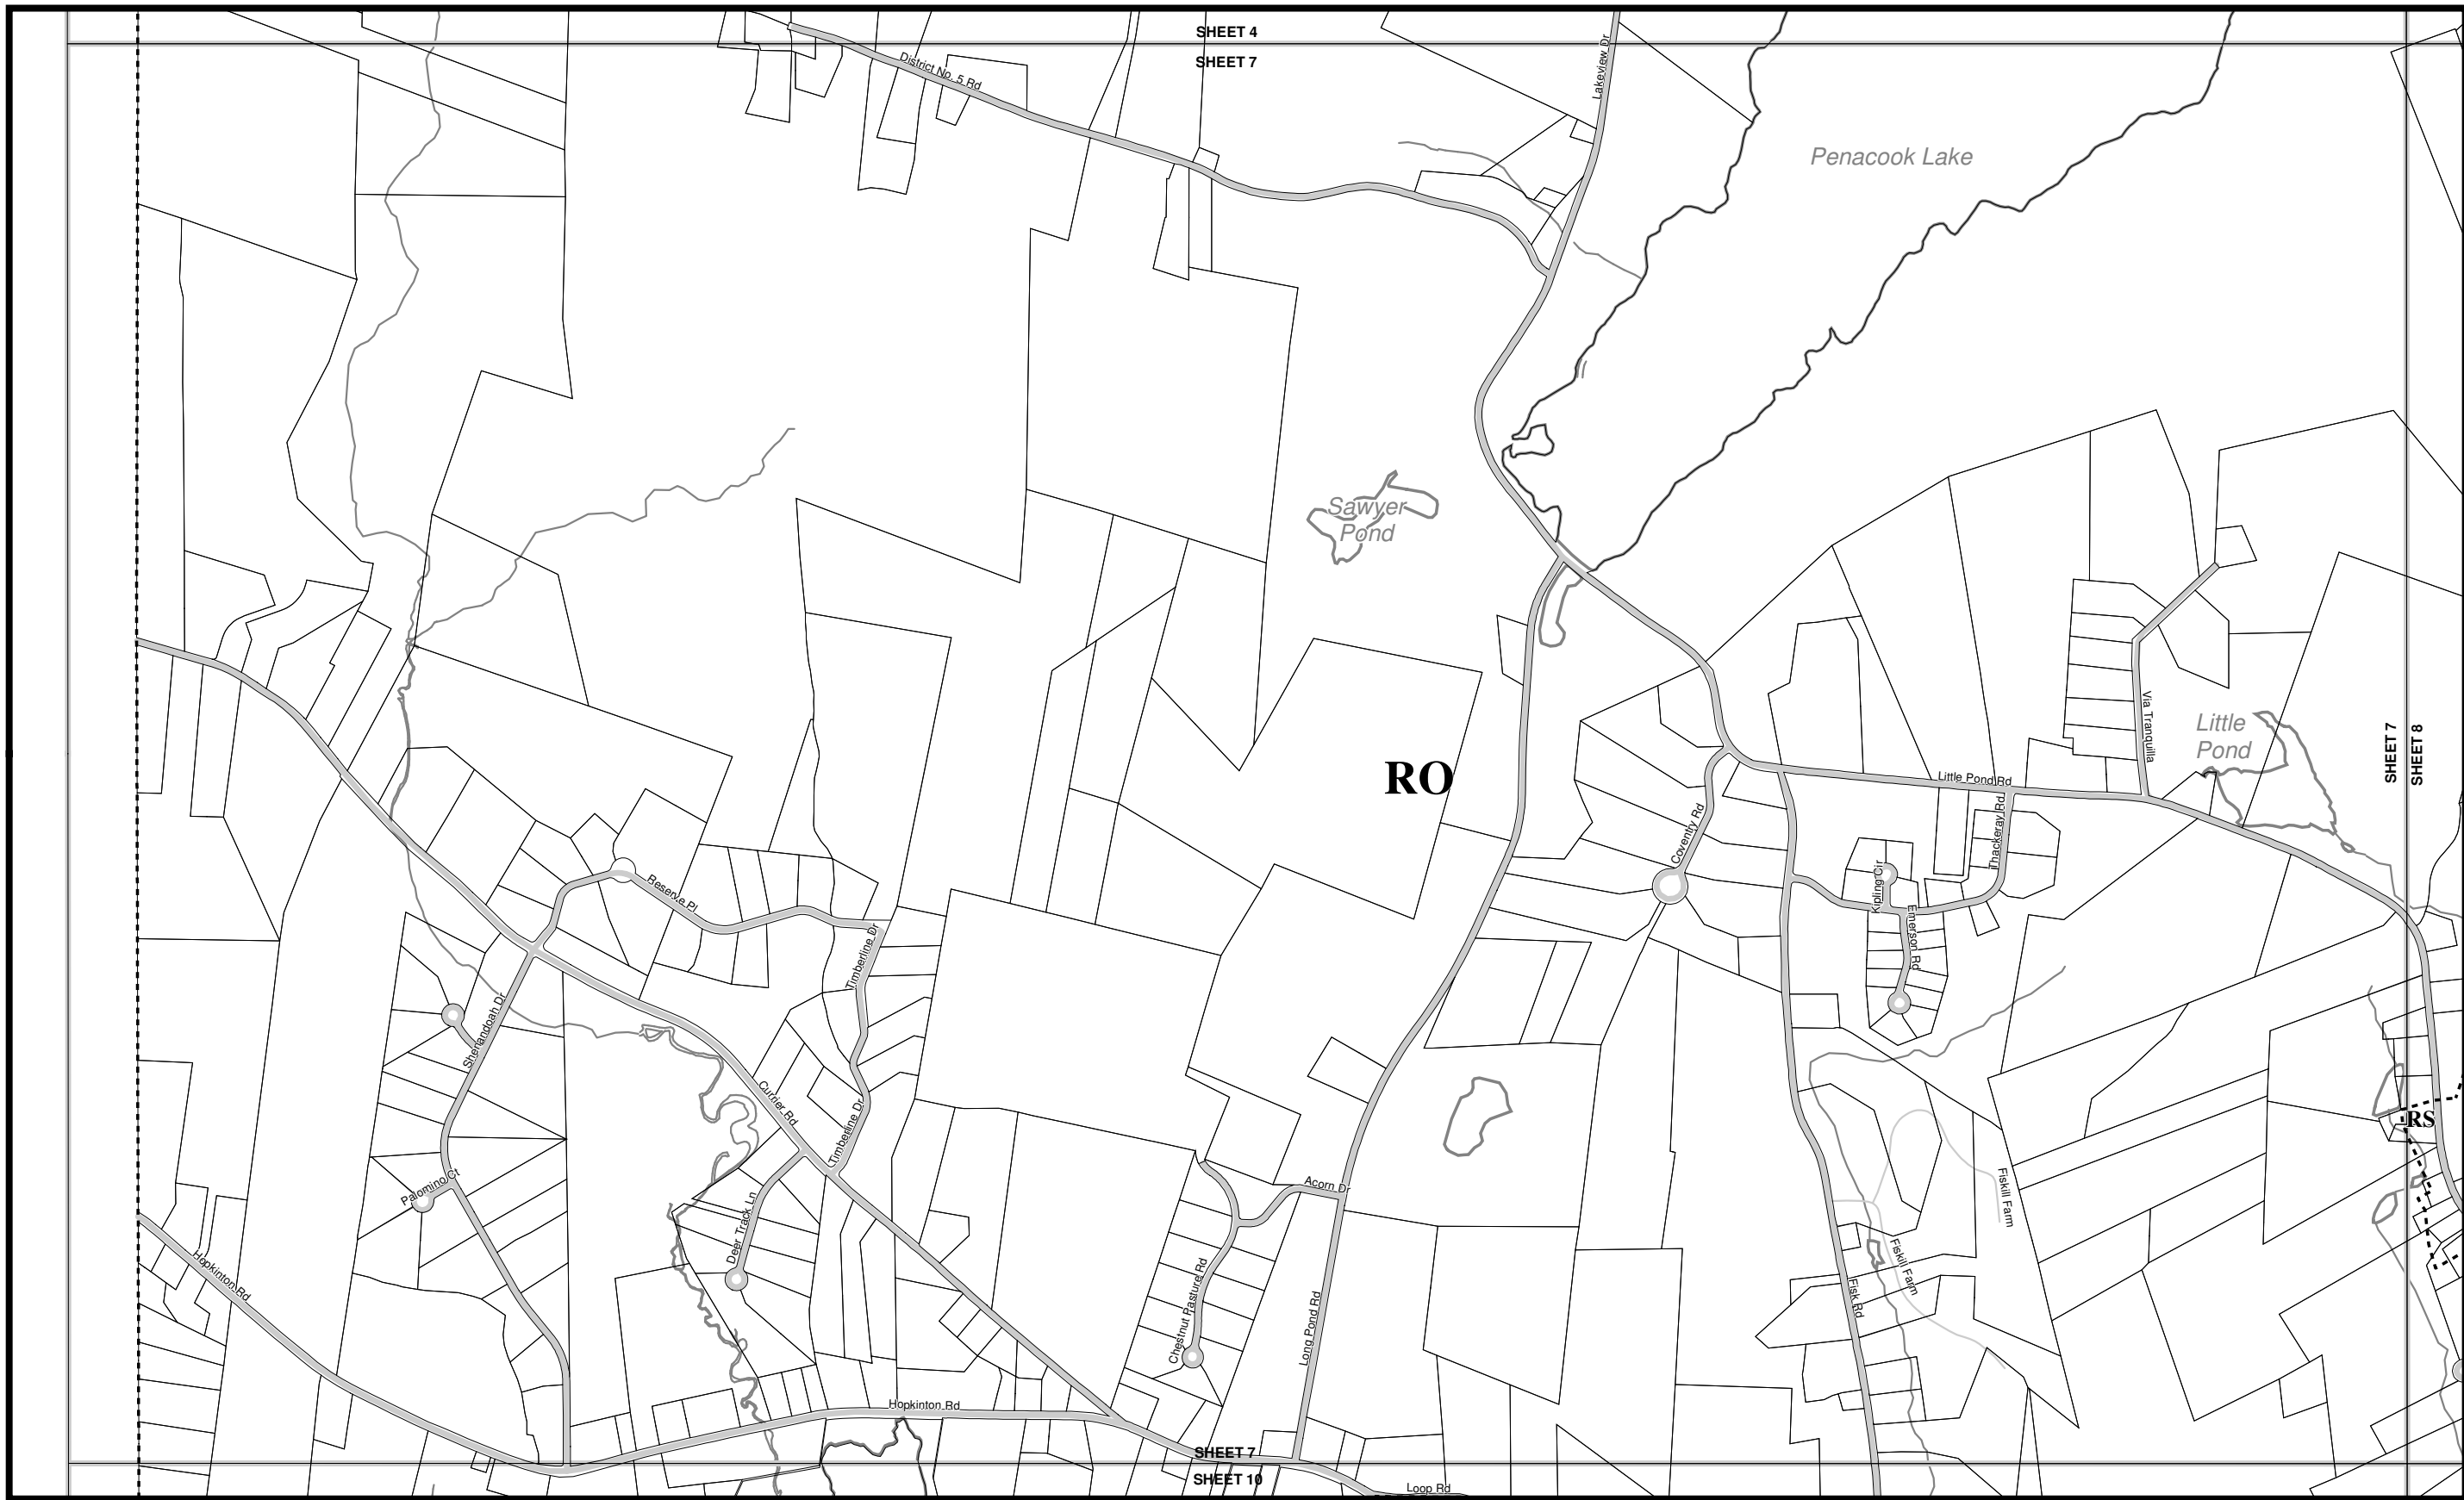 SHEET 4
SHEET 7
District No. 5 Rd
Lakeview Dr
Penacook Lake
Sawyer
Pond
RO
Via Tranquilla
Little
Pond
SHEET 7
SHEET 8
Little Pond Rd
Thackeray Rd
Coventry Rd
Kipling Cir
Emerson Rd
Reserve Pl
Timberline Dr
Shenandoah Dr
Currier Rd
Timberline Dr
RS
Palomino Ct
Acorn Dr
Fiskill Farm
Deer Track Ln
Hopkinton Rd
Fiskill Farm
Chestnut Pasture Rd
Fisk Rd
Long Pond Rd
Hopkinton Rd
SHEET 7
SHEET 10
Loop Rd